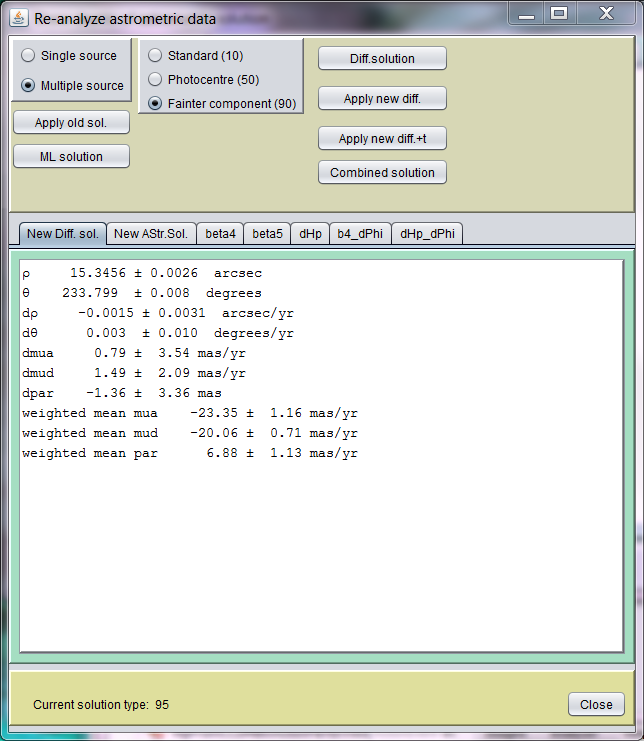 Re-analyze astrometric data
Single source
Multiple source
Standard (10)
Photocentre (50)
Fainter component (90)
Diff.solution
Apply new diff.
Apply new diff.+t
Combined solution
Apply old sol.
ML solution
New Diff. sol. New AStr.Sol. beta4 beta5 dHp b4_dPhi dHp_dPhi
ρ 15.3456 ± 0.0026 arcsec
θ 233.799 ± 0.008 degrees
dρ -0.0015 ± 0.0031 arcsec/yr
dθ 0.003 ± 0.010 degrees/yr
dmua 0.79 ± 3.54 mas/yr
dmud 1.49 ± 2.09 mas/yr
dpar -1.36 ± 3.36 mas
weighted mean mua -23.35 ± 1.16 mas/yr
weighted mean mud -20.06 ± 0.71 mas/yr
weighted mean par 6.88 ± 1.13 mas/yr
Current solution type: 95
Close